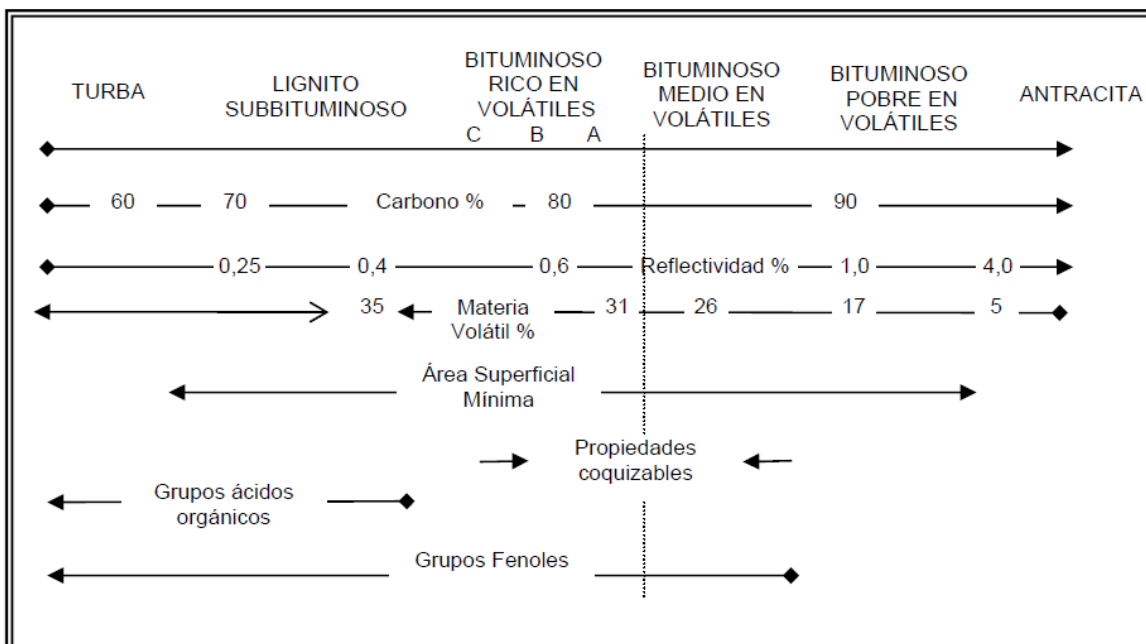 TURBA
LIGNITO
SUBBITUMINOSO
BITUMINOSO
RICO EN
VOLÁTILES
C B A
BITUMINOSO
MEDIO EN
VOLÁTILES
BITUMINOSO
POBRE EN
VOLÁTILES
ANTRACITA
60 70 Carbono % 80 90
0,25 0,4 0,6 Reflectividad % 1,0 4,0
35 Materia 31 26 17 5
Volátil %
Área Superficial
Mínima
Propiedades
coquizables
Grupos ácidos
orgánicos
Grupos Fenoles